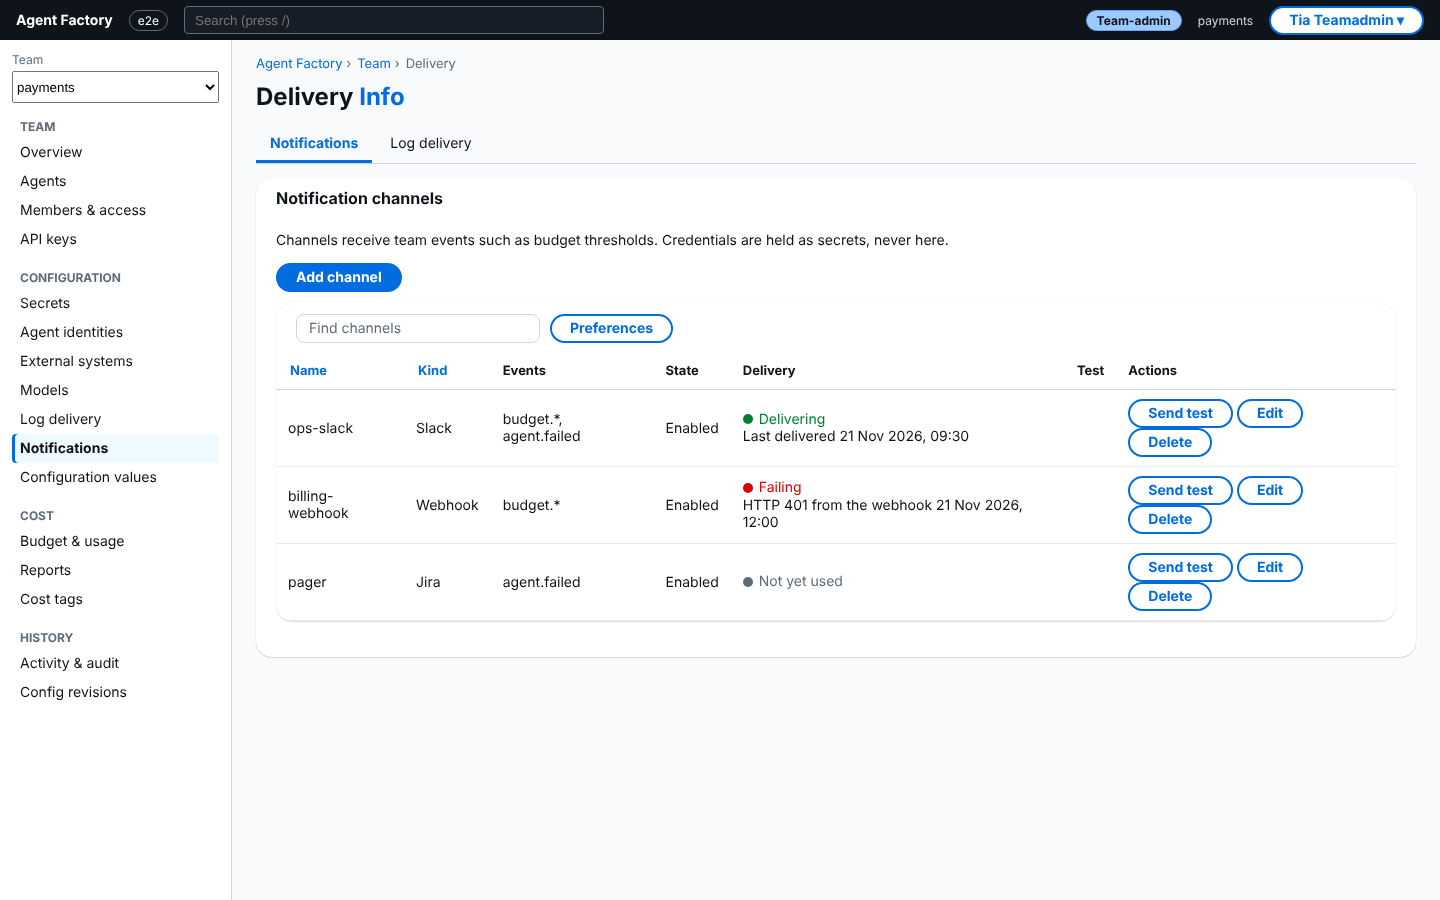 Agent Factory e2e Search (press /) Team-admin payments Tia Teamadmin ▾
Team
payments
TEAM
Overview
Agents
Members & access
API keys
CONFIGURATION
Secrets
Agent identities
External systems
Models
Log delivery
Notifications
Configuration values
COST
Budget & usage
Reports
Cost tags
HISTORY
Activity & audit
Config revisions
Agent Factory › Team › Delivery
Delivery Info
Notifications Log delivery
Notification channels
Channels receive team events such as budget thresholds. Credentials are held as secrets, never here.
Add channel
Find channels Preferences
Name Kind Events State Delivery Test Actions
ops-slack Slack budget.*, agent.failed Enabled Delivering Last delivered 21 Nov 2026, 09:30 Send test Edit Delete
billing-webhook Webhook budget.* Enabled Failing HTTP 401 from the webhook 21 Nov 2026, 12:00 Send test Edit Delete
pager Jira agent.failed Enabled Not yet used Send test Edit Delete